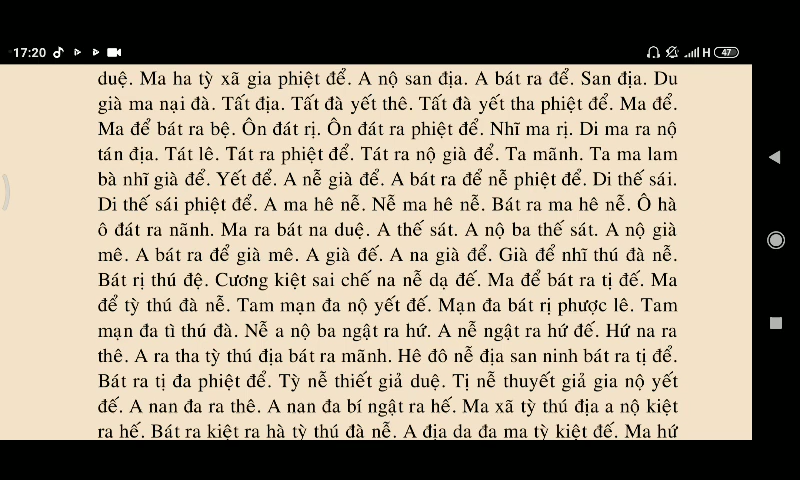 17:20
H 47
duệ. Ma ha tỳ xã gia phiệt để. A nộ san địa. A bát ra để. San địa. Du
già ma nại đà. Tất địa. Tất đà yết thê. Tất đà yết tha phiệt để. Ma để.
Ma để bát ra bệ. Ôn đát rị. Ôn đát ra phiệt để. Nhĩ ma rị. Di ma ra nộ
tán địa. Tát lê. Tát ra phiệt để. Tát ra nộ già để. Ta mãnh. Ta ma lam
bà nhĩ già để. Yết để. A nễ già để. A bát ra để nễ phiệt để. Di thế sái.
Di thế sái phiệt để. A ma hê nễ. Nễ ma hê nễ. Bát ra ma hê nễ. Ô hà
ô đát ra nãnh. Ma ra bát na duệ. A thế sát. A nộ ba thế sát. A nộ già
mê. A bát ra để già mê. A già đế. A na già để. Già để nhĩ thú đà nễ.
Bát rị thú đệ. Cương kiệt sai chế na nễ dạ đế. Ma để bát ra tị đế. Ma
để tỳ thú đà nễ. Tam mạn đa nộ yết đế. Mạn đa bát rị phược lê. Tam
mạn đa tì thú đà. Nễ a nộ ba ngật ra hứ. A nễ ngật ra hứ đế. Hứ na ra
thê. A ra tha tỳ thú địa bát ra mãnh. Hê đô nễ địa san ninh bát ra tị để.
Bát ra tị đa phiệt để. Tỳ nễ thiết giả duệ. Tị nễ thuyết giả gia nộ yết
đế. A nan đa ra thê. A nan đa bí ngật ra hế. Ma xã tỳ thú địa a nộ kiệt
ra hế. Bát ra kiệt ra hà tỳ thú đà nễ. A địa da đa ma tỳ kiệt đế. Ma hứ